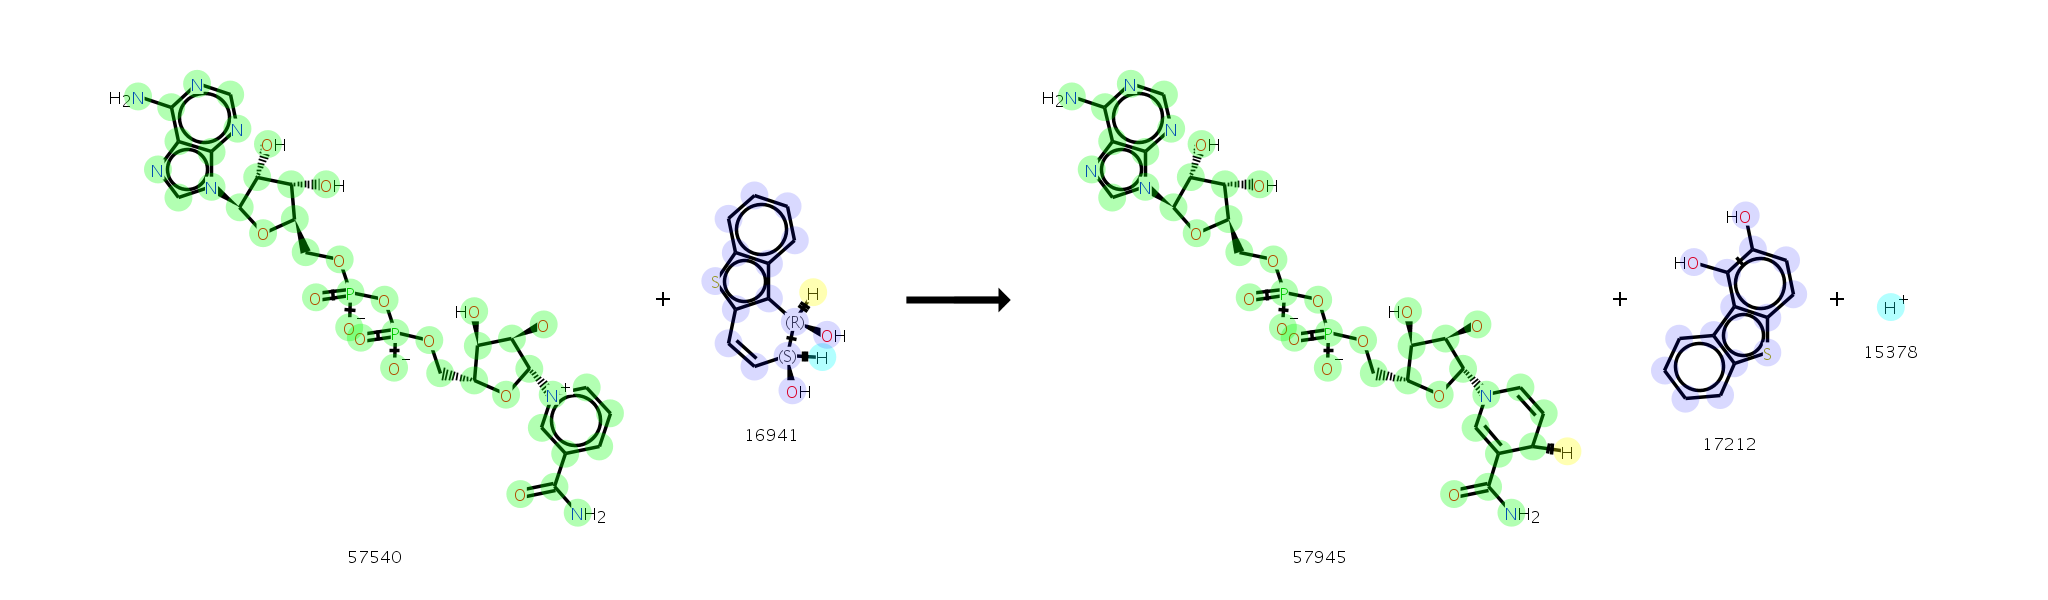 H2N N N N N OH OH O O O P O− O O P O− O HO O O N+ O NH2
57540
+
S H (R) OH (S) H OH
16941
H2N N N N N OH OH O O O P O− O O P O− O HO O O N H O NH2
57945
+
HO HO S
17212
+
H+
15378